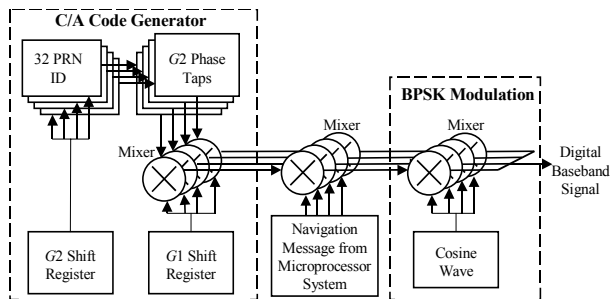 C/A Code Generator
32 PRN
ID
G2 Phase
Taps
BPSK Modulation
Mixer
Mixer
Mixer
Digital
Baseband
Signal
G2 Shift
Register
G1 Shift
Register
Navigation
Message from
Microprocessor
System
Cosine
Wave